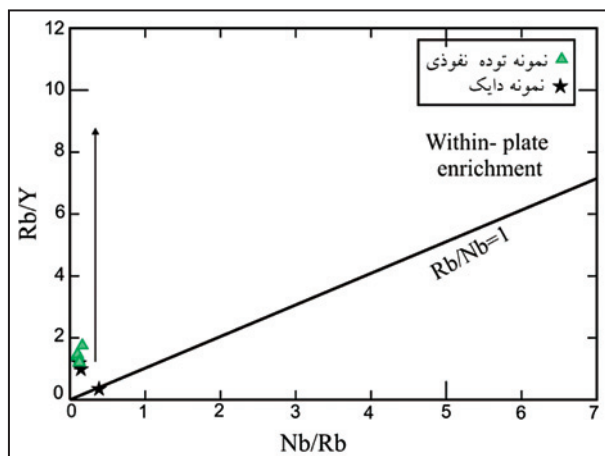 12
10
8
6
4
2
0
Rb/Y
نمونه توده نفوذی
نمونه دایک
Within- plate
enrichment
Rb/Nb=1
0 1 2 3 4 5 6 7
Nb/Rb